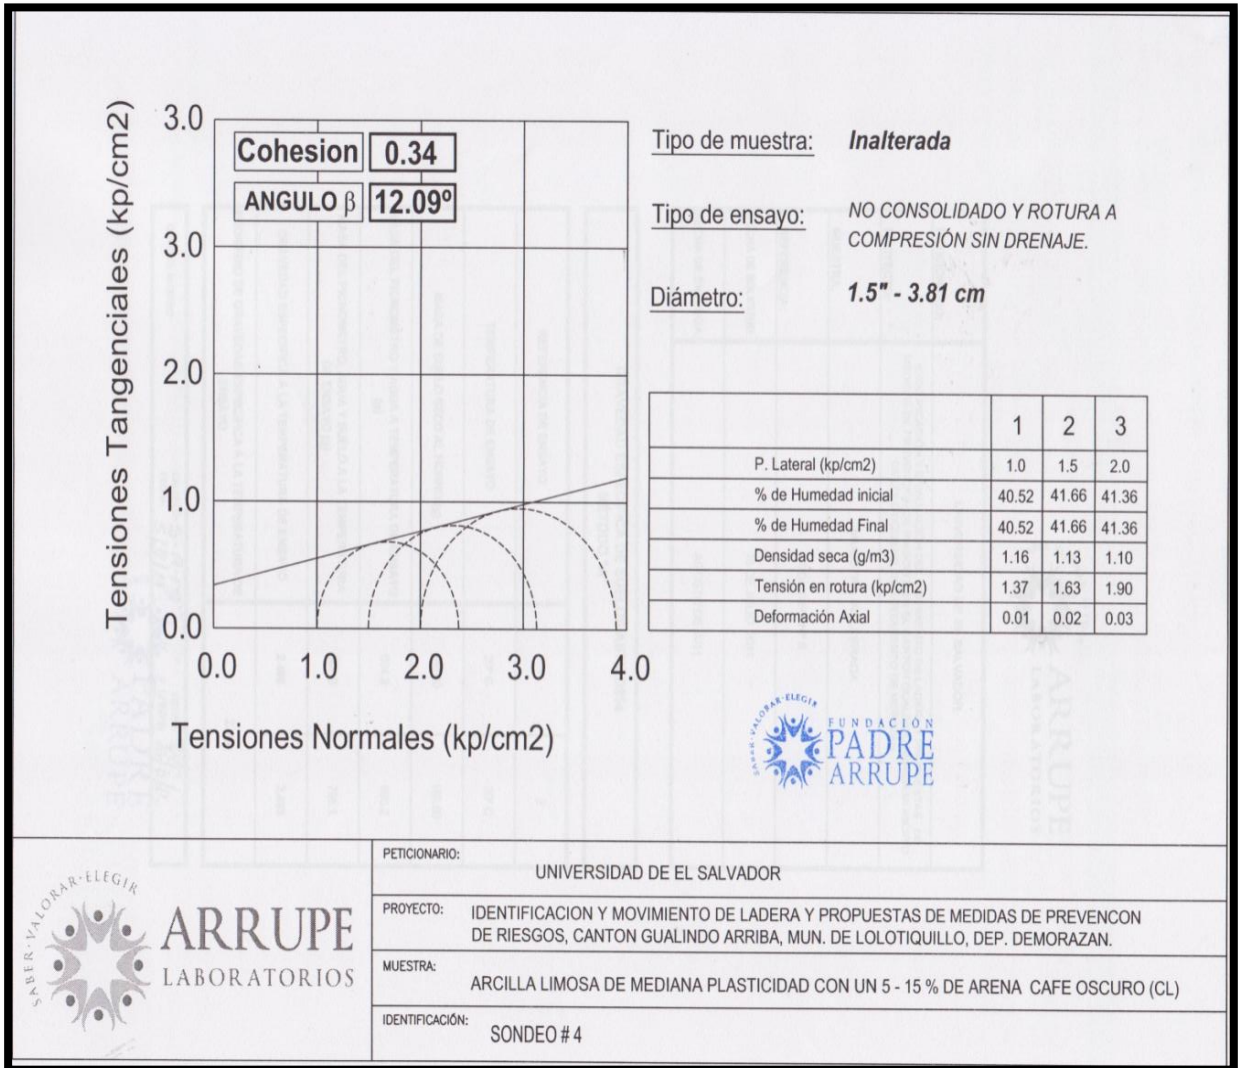 Tensiones Tangenciales (kp/cm2)
3.0
3.0
2.0
1.0
0.0
Cohesion 0.34
ANGULO β 12.09º
0.0 1.0 2.0 3.0 4.0
Tensiones Normales (kp/cm2)
Tipo de muestra: Inalterada
Tipo de ensayo: NO CONSOLIDADO Y ROTURA A
COMPRESIÓN SIN DRENAJE.
Diámetro: 1.5" - 3.81 cm
1 2 3
P. Lateral (kp/cm2) 1.0 1.5 2.0
% de Humedad inicial 40.52 41.66 41.36
% de Humedad Final 40.52 41.66 41.36
Densidad seca (g/m3) 1.16 1.13 1.10
Tensión en rotura (kp/cm2) 1.37 1.63 1.90
Deformación Axial 0.01 0.02 0.03
SABER·VALORAR·ELEGIR
FUNDACIÓN
PADRE
ARRUPE
SABER·VALORAR·ELEGIR
ARRUPE
LABORATORIOS
PETICIONARIO:
UNIVERSIDAD DE EL SALVADOR
PROYECTO: IDENTIFICACION Y MOVIMIENTO DE LADERA Y PROPUESTAS DE MEDIDAS DE PREVENCON
DE RIESGOS, CANTON GUALINDO ARRIBA, MUN. DE LOLOTIQUILLO, DEP. DEMORAZAN.
MUESTRA:
ARCILLA LIMOSA DE MEDIANA PLASTICIDAD CON UN 5 - 15 % DE ARENA CAFE OSCURO (CL)
IDENTIFICACIÓN:
SONDEO # 4